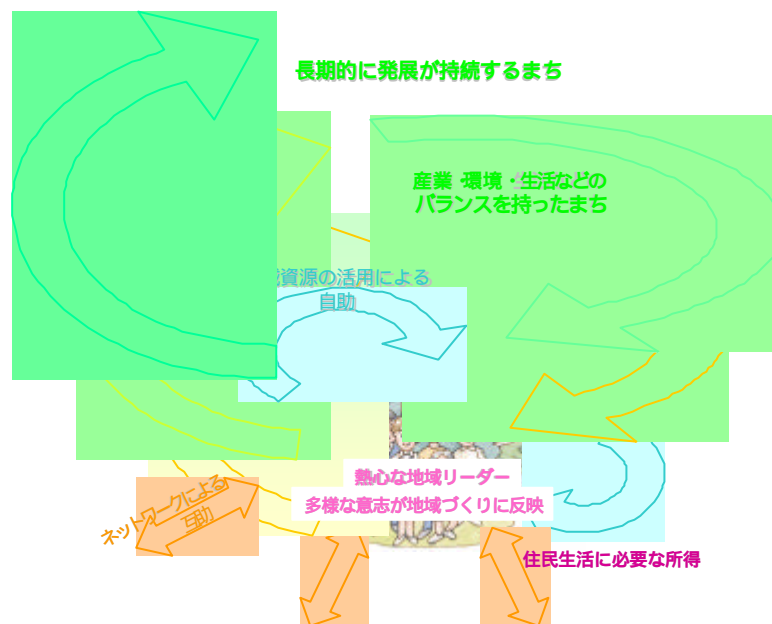 長期的に発展が持続するまち
産業・環境・生活などの
バランスを持ったまち
資源の活用による
自助
熱心な地域リーダー
多様な意志が地域づくりに反映
ネットワークによる
互助
住民生活に必要な所得